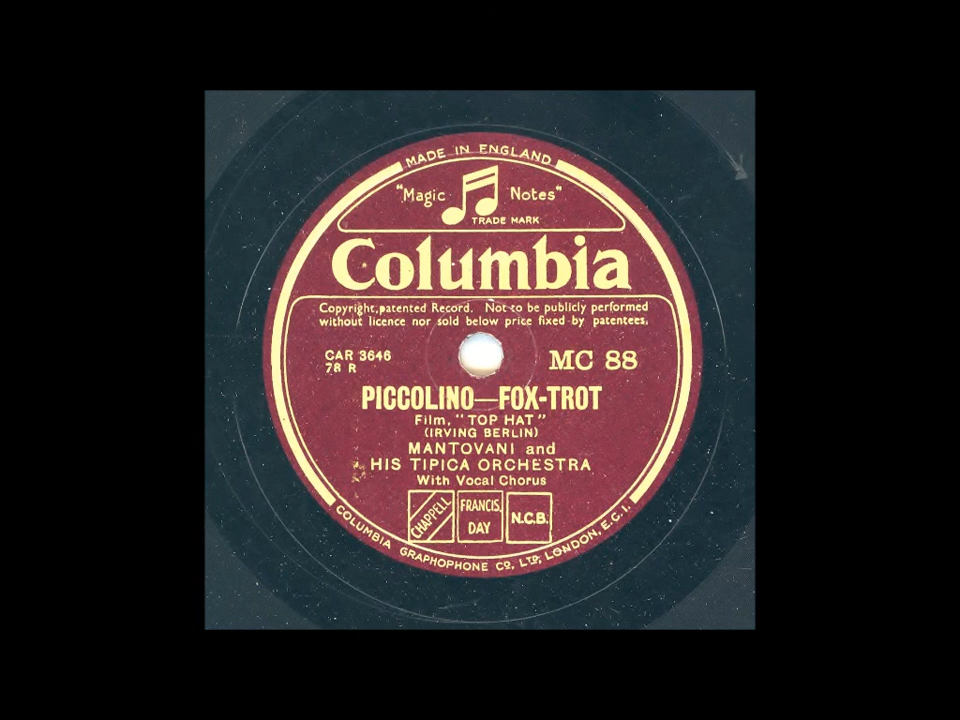 MADE IN ENGLAND
"Magic Notes"
TRADE MARK
Columbia
Copyright, patented Record. Not to be publicly performed
without licence nor sold below price fixed by patentees.
CAR 3646
78 R
MC 88
PICCOLINO—FOX-TROT
Film, "TOP HAT"
(IRVING BERLIN)
MANTOVANI and
HIS TIPICA ORCHESTRA
With Vocal Chorus
CHAPPELL
FRANCIS,
DAY
N.C.B.
COLUMBIA GRAPHOPHONE CO. LTD. LONDON, E.C.1.